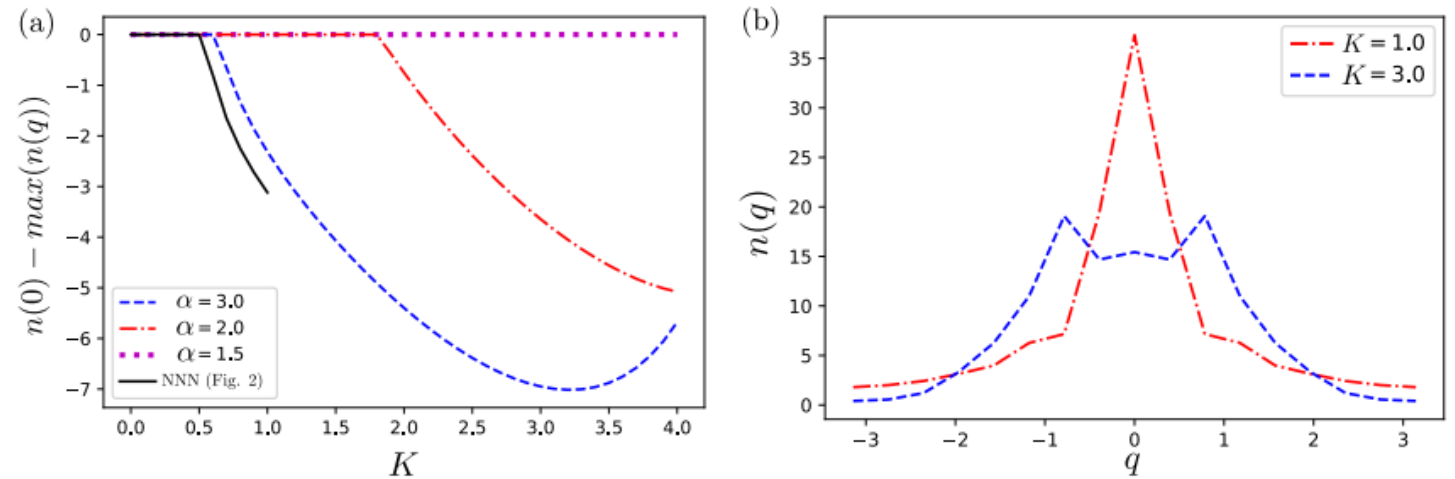 (a)
n(0) − max(n(q))
0
−1
−2
−3
−4
−5
−6
−7
α = 3.0
α = 2.0
α = 1.5
NNN (Fig. 2)
0.0 0.5 1.0 1.5 2.0 2.5 3.0 3.5 4.0
K
(b)
n(q)
35
30
25
20
15
10
5
0
K = 1.0
K = 3.0
−3 −2 −1 0 1 2 3
q